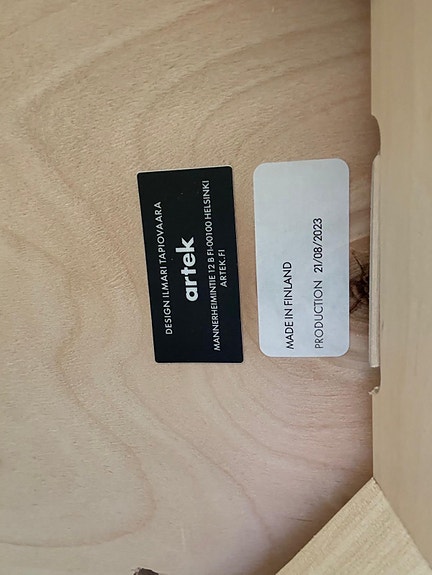 DESIGN ILMARI TAPIOVAARA
artek
MANNERHEIMINTIE 12 B FI-00100 HELSINKI
ARTEK.FI
MADE IN FINLAND
PRODUCTION 21/08/2023